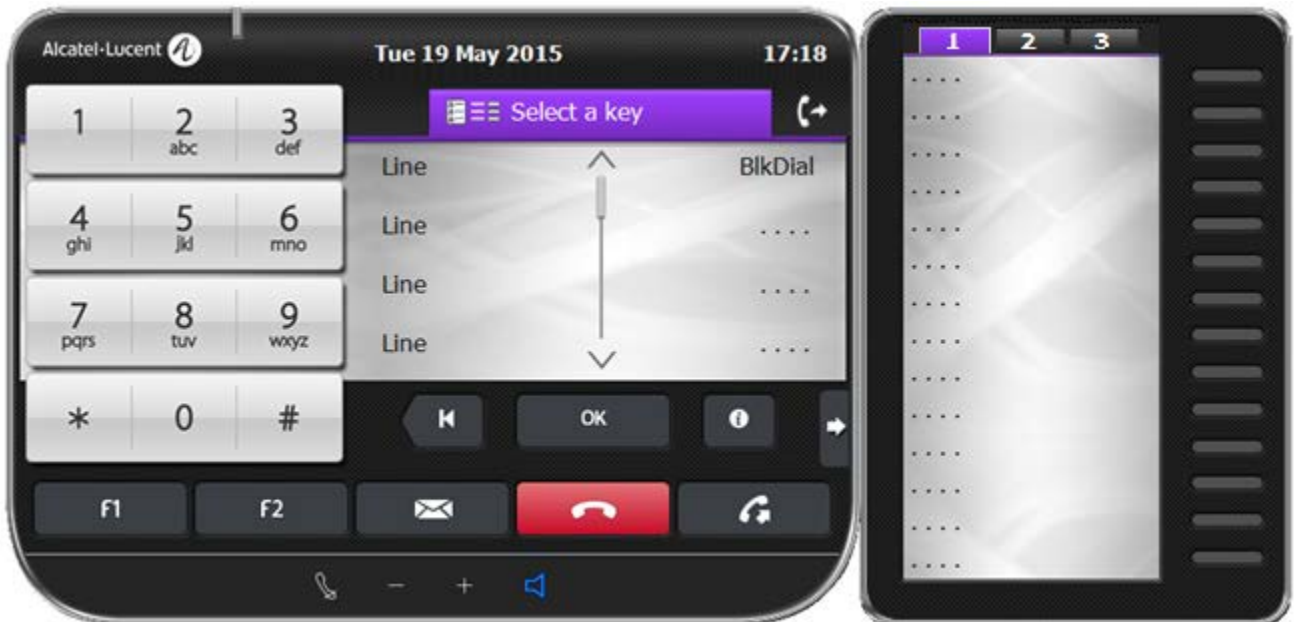 Alcatel·Lucent
Tue 19 May 2015
17:18
Select a key
1
2
abc
3
def
4
ghi
5
jkl
6
mno
7
pqrs
8
tuv
9
wxyz
*
0
#
Line
BlkDial
Line
....
Line
....
Line
....
OK
F1
F2
-
+
1 2 3
....
....
....
....
....
....
....
....
....
....
....
....
....
....